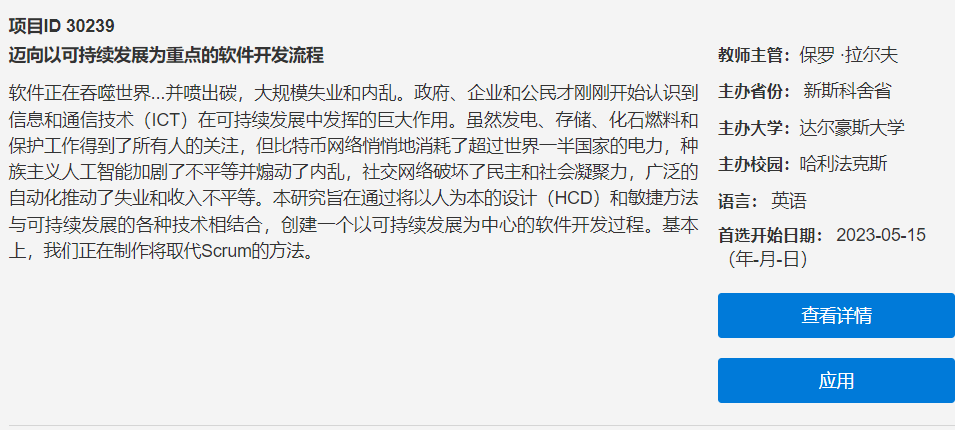 项目ID 30239
迈向以可持续发展为重点的软件开发流程
软件正在吞噬世界...并喷出碳，大规模失业和内乱。政府、企业和公民才刚刚开始认识到
信息和通信技术（ICT）在可持续发展中发挥的巨大作用。虽然发电、存储、化石燃料和
保护工作得到了所有人的关注，但比特币网络悄悄地消耗了超过世界一半国家的电力，种
族主义人工智能加剧了不平等并煽动了内乱，社交网络破坏了民主和社会凝聚力，广泛的
自动化推动了失业和收入不平等。本研究旨在通过将以人为本的设计（HCD）和敏捷方法
与可持续发展的各种技术相结合，创建一个以可持续发展为中心的软件开发过程。基本
上，我们正在制作将取代Scrum的方法。
教师主管： 保罗 ·拉尔夫
主办省份： 新斯科舍省
主办大学： 达尔豪斯大学
主办校园： 哈利法克斯
语言： 英语
首选开始日期： 2023-05-15
（年-月-日）
查看详情
应用